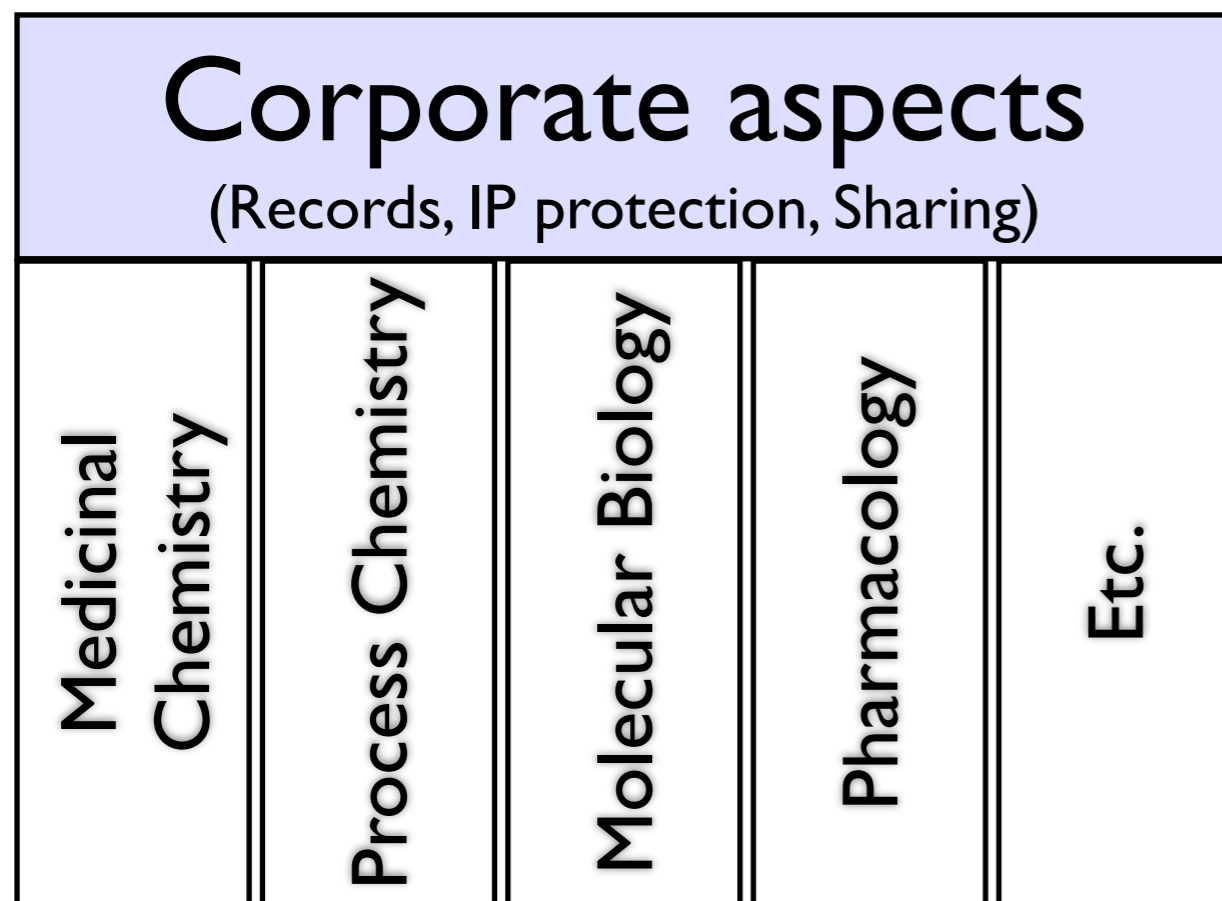 Corporate aspects
(Records, IP protection, Sharing)
Medicinal
Chemistry
Process Chemistry
Molecular Biology
Pharmacology
Etc.